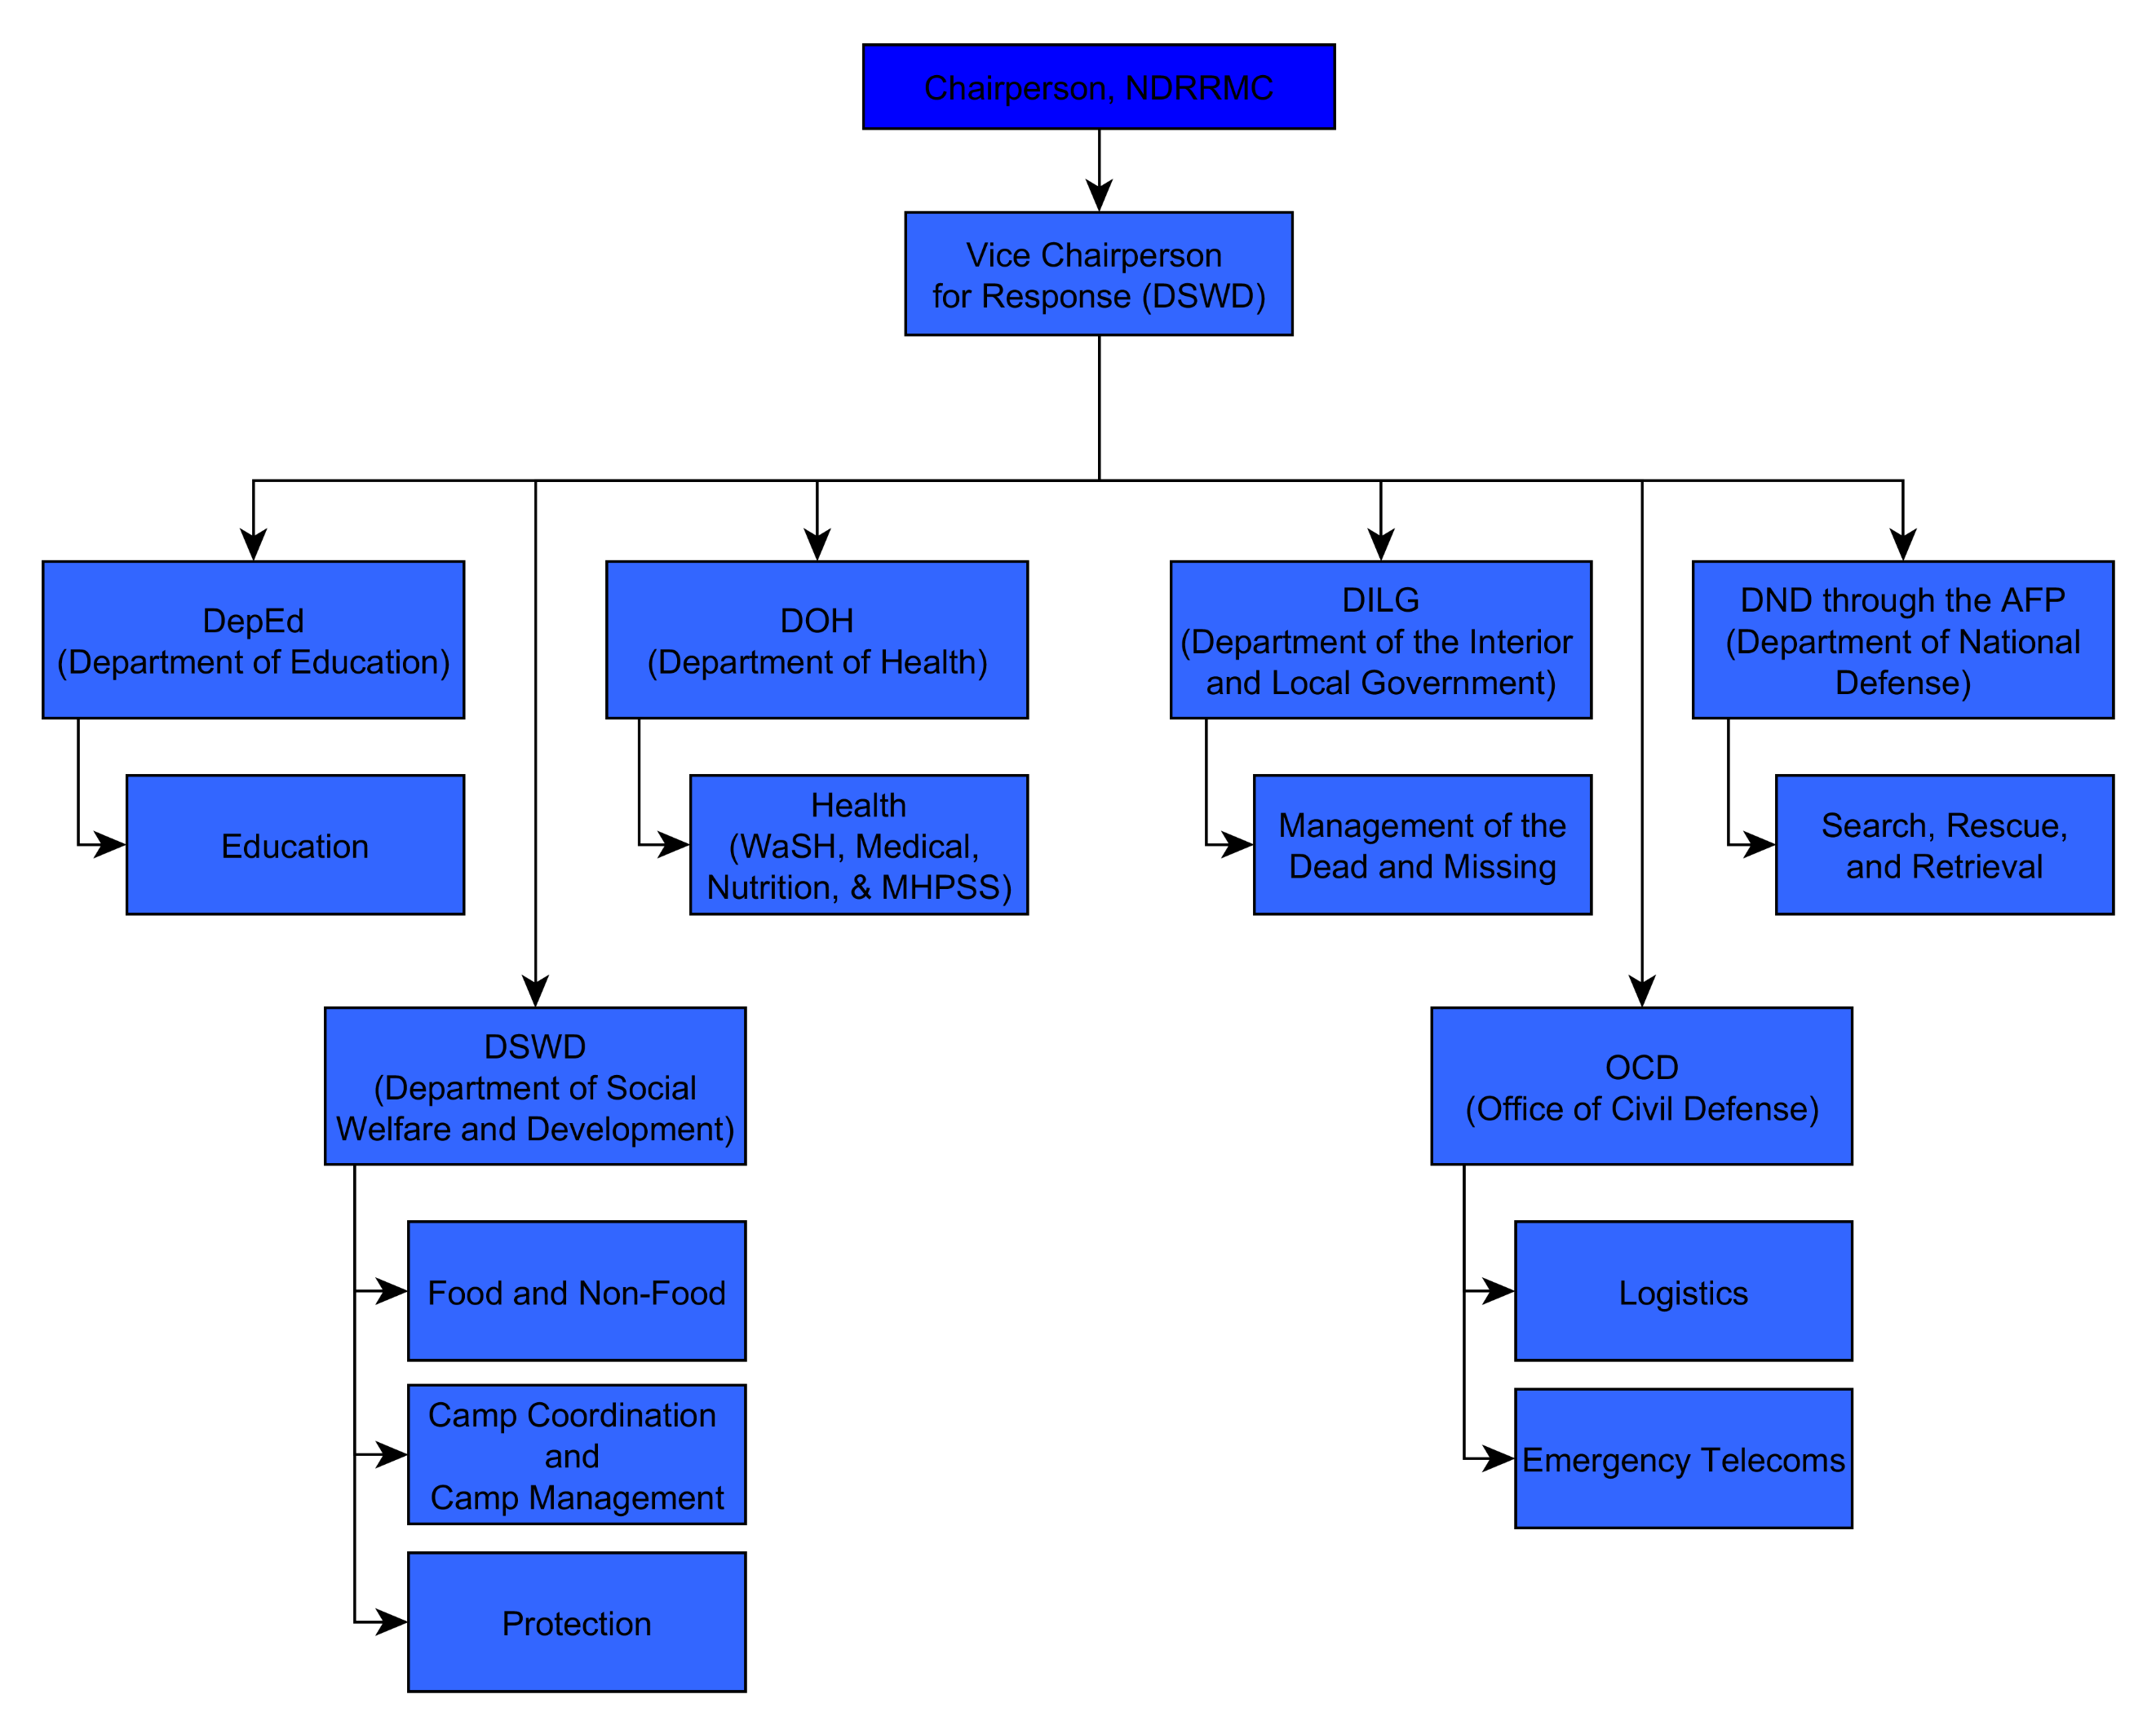 Chairperson, NDRRMC
Vice Chairperson
for Response (DSWD)
DepEd
(Department of Education)
DOH
(Department of Health)
DILG
(Department of the Interior
and Local Government)
DND through the AFP
(Department of National
Defense)
Education
Health
(WaSH, Medical,
Nutrition, & MHPSS)
Management of the
Dead and Missing
Search, Rescue,
and Retrieval
DSWD
(Department of Social
Welfare and Development)
OCD
(Office of Civil Defense)
Food and Non-Food
Logistics
Camp Coordination
and
Camp Management
Emergency Telecoms
Protection